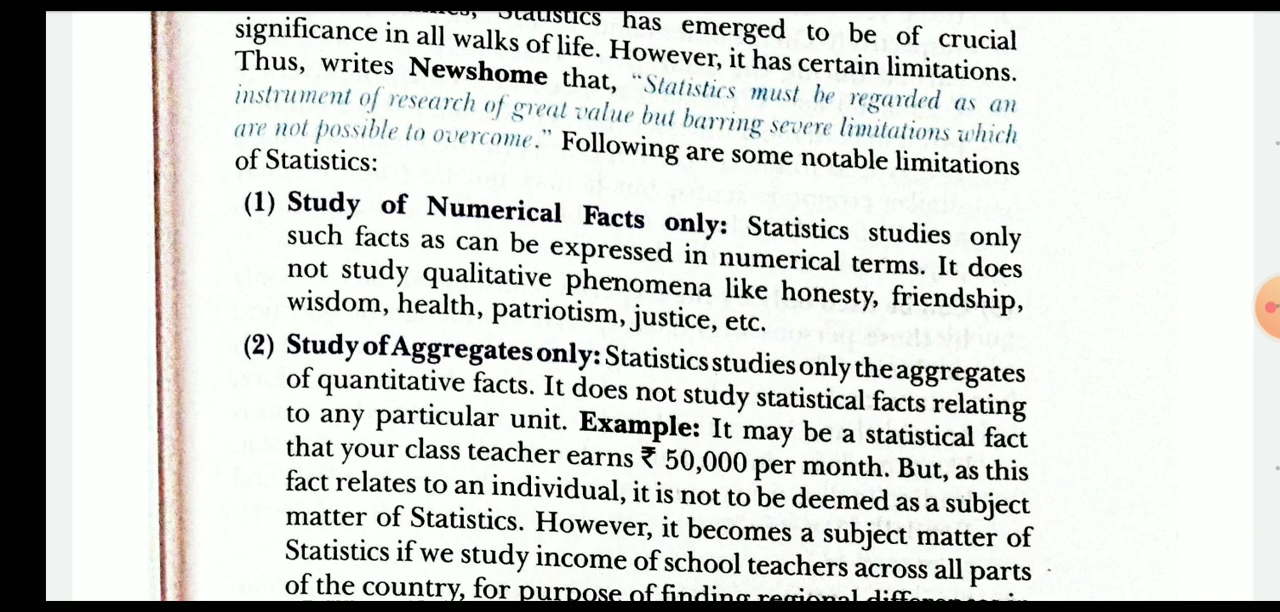 Statistics has emerged to be of crucial
significance in all walks of life. However, it has certain limitations.
Thus, writes Newshome that, "Statistics must be regarded as an
instrument of research of great value but barring severe limitations which
are not possible to overcome." Following are some notable limitations
of Statistics:
(1) Study of Numerical Facts only: Statistics studies only
such facts as can be expressed in numerical terms. It does
not study qualitative phenomena like honesty, friendship,
wisdom, health, patriotism, justice, etc.
(2) Study of Aggregates only: Statistics studies only the aggregates
of quantitative facts. It does not study statistical facts relating
to any particular unit. Example: It may be a statistical fact
that your class teacher earns ₹ 50,000 per month. But, as this
fact relates to an individual, it is not to be deemed as a subject
matter of Statistics. However, it becomes a subject matter of
Statistics if we study income of school teachers across all parts
of the country, for purpose of finding regional